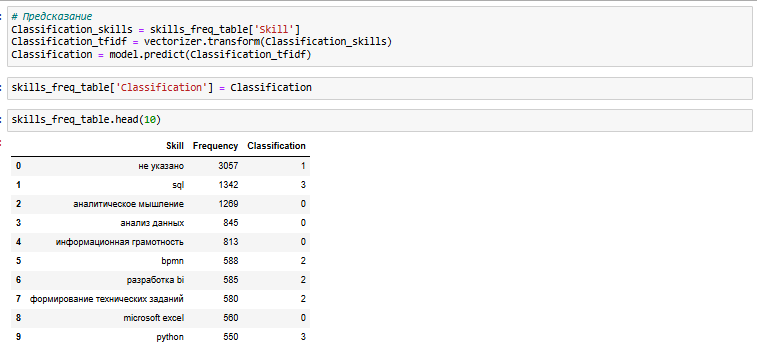 # Предсказание
Classification_skills = skills_freq_table['Skill']
Classification_tfidf = vectorizer.transform(Classification_skills)
Classification = model.predict(Classification_tfidf)
skills_freq_table['Classification'] = Classification
skills_freq_table.head(10)
Skill Frequency Classification
0 не указано 3057 1
1 sql 1342 3
2 аналитическое мышление 1269 0
3 анализ данных 845 0
4 информационная грамотность 813 0
5 bpmn 588 2
6 разработка bi 585 2
7 формирование технических заданий 580 2
8 microsoft excel 560 0
9 python 550 3